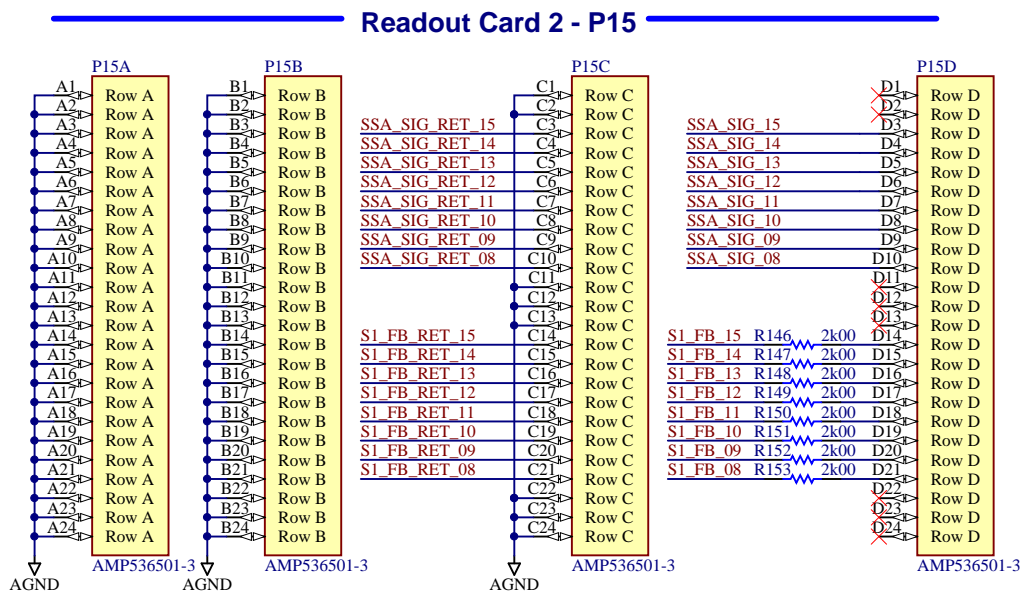 Readout Card 2 - P15
P15A P15B P15C P15D
A1 Row A B1 Row B C1 Row C D1 Row D
A2 Row A B2 Row B C2 Row C D2 Row D
A3 Row A B3 Row B SSA_SIG_RET_15 C3 Row C SSA_SIG_15 D3 Row D
A4 Row A B4 Row B SSA_SIG_RET_14 C4 Row C SSA_SIG_14 D4 Row D
A5 Row A B5 Row B SSA_SIG_RET_13 C5 Row C SSA_SIG_13 D5 Row D
A6 Row A B6 Row B SSA_SIG_RET_12 C6 Row C SSA_SIG_12 D6 Row D
A7 Row A B7 Row B SSA_SIG_RET_11 C7 Row C SSA_SIG_11 D7 Row D
A8 Row A B8 Row B SSA_SIG_RET_10 C8 Row C SSA_SIG_10 D8 Row D
A9 Row A B9 Row B SSA_SIG_RET_09 C9 Row C SSA_SIG_09 D9 Row D
A10 Row A B10 Row B SSA_SIG_RET_08 C10 Row C SSA_SIG_08 D10 Row D
A11 Row A B11 Row B C11 Row C D11 Row D
A12 Row A B12 Row B C12 Row C D12 Row D
A13 Row A B13 Row B C13 Row C D13 Row D
A14 Row A B14 Row B S1_FB_RET_15 C14 Row C S1_FB_15 R146 2k00 D14 Row D
A15 Row A B15 Row B S1_FB_RET_14 C15 Row C S1_FB_14 R147 2k00 D15 Row D
A16 Row A B16 Row B S1_FB_RET_13 C16 Row C S1_FB_13 R148 2k00 D16 Row D
A17 Row A B17 Row B S1_FB_RET_12 C17 Row C S1_FB_12 R149 2k00 D17 Row D
A18 Row A B18 Row B S1_FB_RET_11 C18 Row C S1_FB_11 R150 2k00 D18 Row D
A19 Row A B19 Row B S1_FB_RET_10 C19 Row C S1_FB_10 R151 2k00 D19 Row D
A20 Row A B20 Row B S1_FB_RET_09 C20 Row C S1_FB_09 R152 2k00 D20 Row D
A21 Row A B21 Row B S1_FB_RET_08 C21 Row C S1_FB_08 R153 2k00 D21 Row D
A22 Row A B22 Row B C22 Row C D22 Row D
A23 Row A B23 Row B C23 Row C D23 Row D
A24 Row A B24 Row B C24 Row C D24 Row D
AMP536501-3 AMP536501-3 AMP536501-3 AMP536501-3
AGND AGND AGND